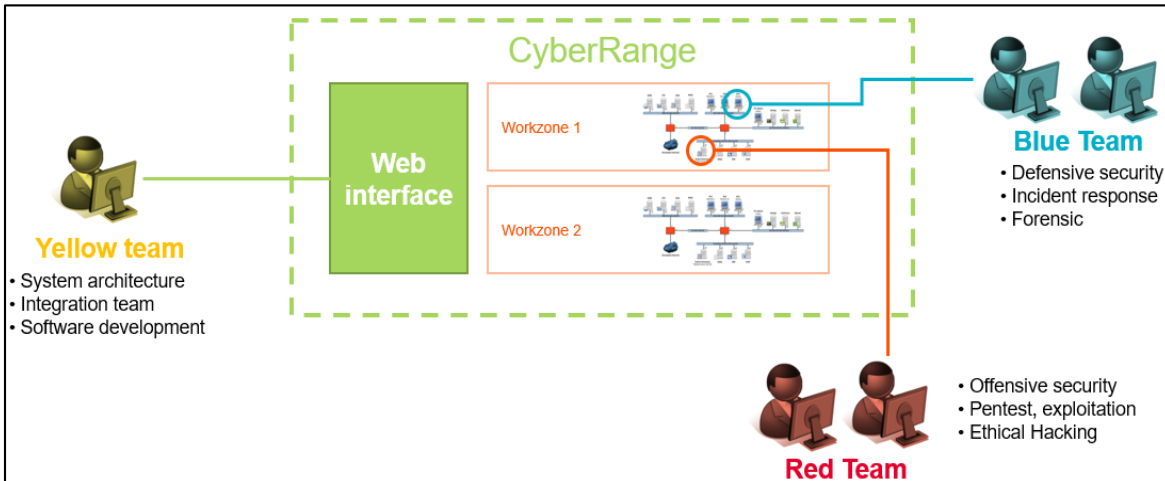 CyberRange
Web
interface
Workzone 1
Workzone 2
Yellow team
• System architecture
• Integration team
• Software development
Blue Team
• Defensive security
• Incident response
• Forensic
Red Team
• Offensive security
• Pentest, exploitation
• Ethical Hacking